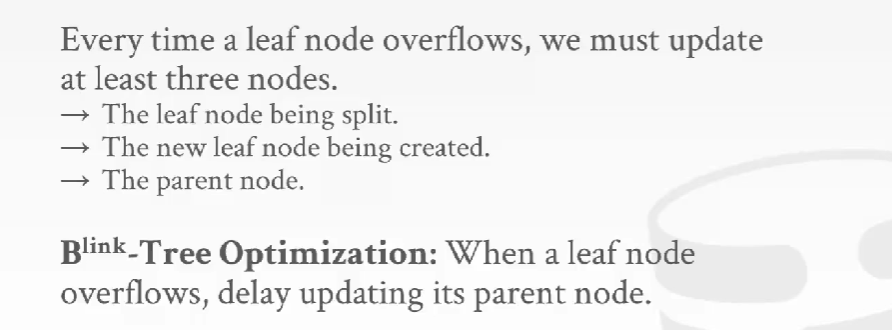 Every time a leaf node overflows, we must update
at least three nodes.
→ The leaf node being split.
→ The new leaf node being created.
→ The parent node.
Blink-Tree Optimization: When a leaf node
overflows, delay updating its parent node.